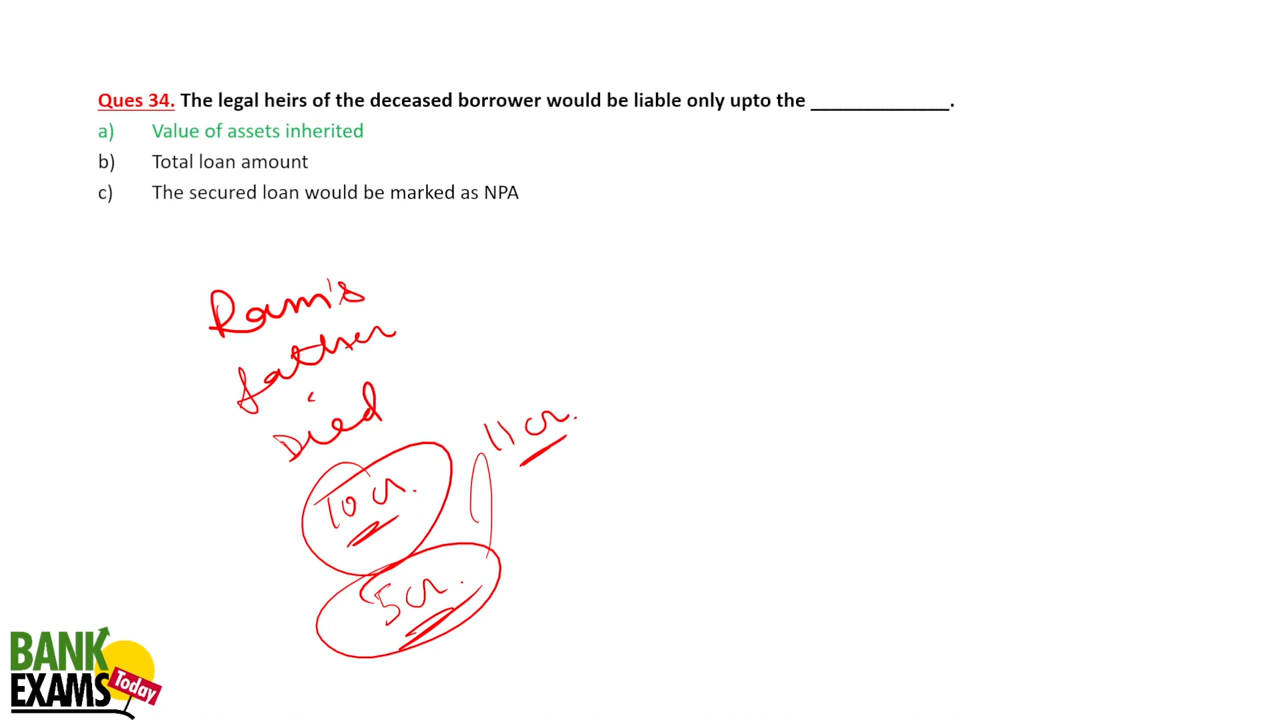 Ques 34. The legal heirs of the deceased borrower would be liable only upto the ______________.
a) Value of assets inherited
b) Total loan amount
c) The secured loan would be marked as NPA
Ram's
father
Died
11 cr.
10 cr.
5 cr.
BANK
EXAMS
Today